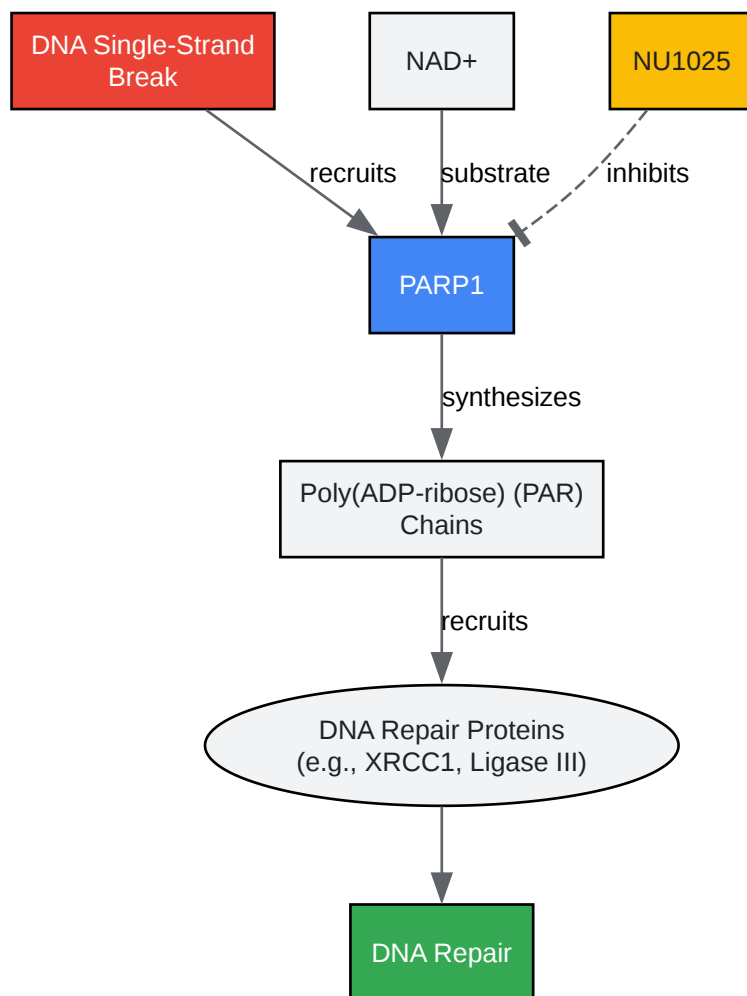 DNA Single-Strand
Break
NAD+
NU1025
recruits
substrate
inhibits
PARP1
synthesizes
Poly(ADP-ribose) (PAR)
Chains
recruits
DNA Repair Proteins
(e.g., XRCC1, Ligase III)
DNA Repair